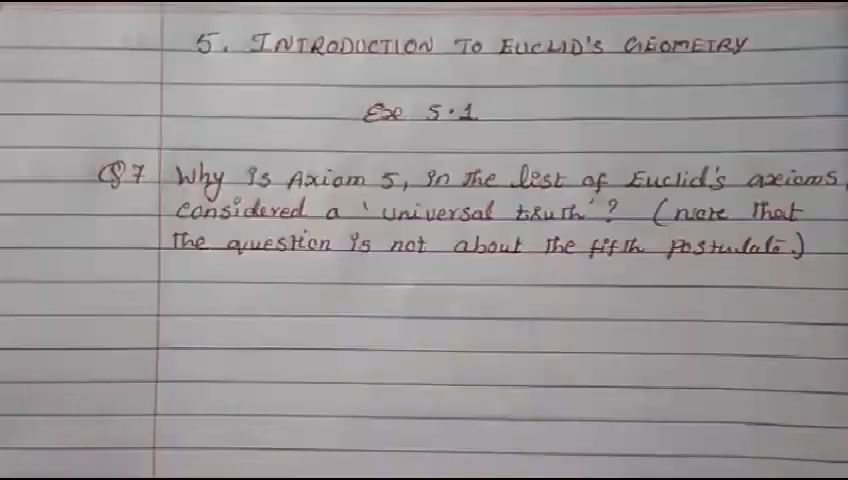 5. INTRODUCTION TO EUCLID'S GEOMETRY
Ex 5.1
Q7 Why is Axiom 5, in the list of Euclid's axioms,
considered a 'universal truth'? (Note that
the question is not about the fifth postulate.)